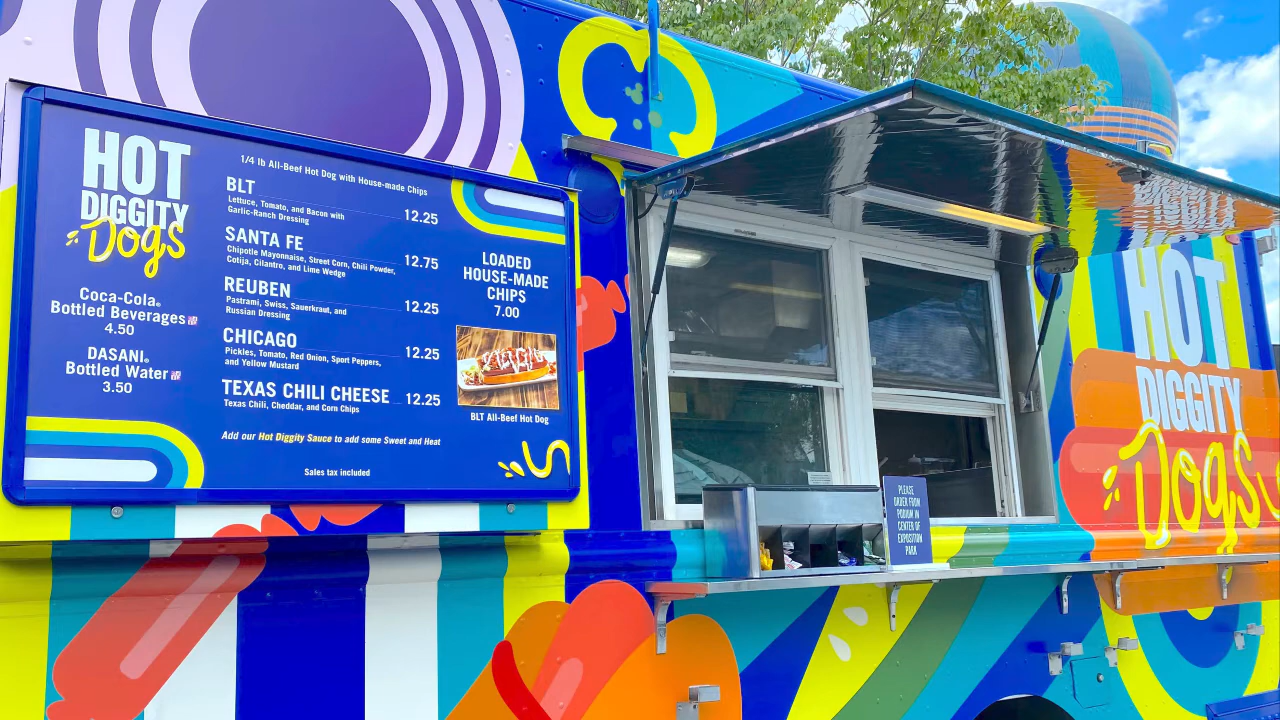 HOT
DIGGITY
Dogs
Coca-Cola®
Bottled Beverages
4.50
DASANI®
Bottled Water
3.50
1/4 lb All-Beef Hot Dog with House-made Chips
BLT 12.25
Lettuce, Tomato, and Bacon with
Garlic-Ranch Dressing
SANTA FE 12.75
Chipotle Mayonnaise, Street Corn, Chili Powder,
Cotija, Cilantro, and Lime Wedge
REUBEN 12.25
Pastrami, Swiss, Sauerkraut, and
Russian Dressing
CHICAGO 12.25
Pickles, Tomato, Red Onion, Sport Peppers,
and Yellow Mustard
TEXAS CHILI CHEESE 12.25
Texas Chili, Cheddar, and Corn Chips
Add our Hot Diggity Sauce to add some Sweet and Heat
Sales tax included
LOADED
HOUSE-MADE
CHIPS
7.00
BLT All-Beef Hot Dog
PLEASE
ORDER FROM
PODIUM IN
CENTER OF
EXPOSITION
PARK
HOT
DIGGITY
Dogs